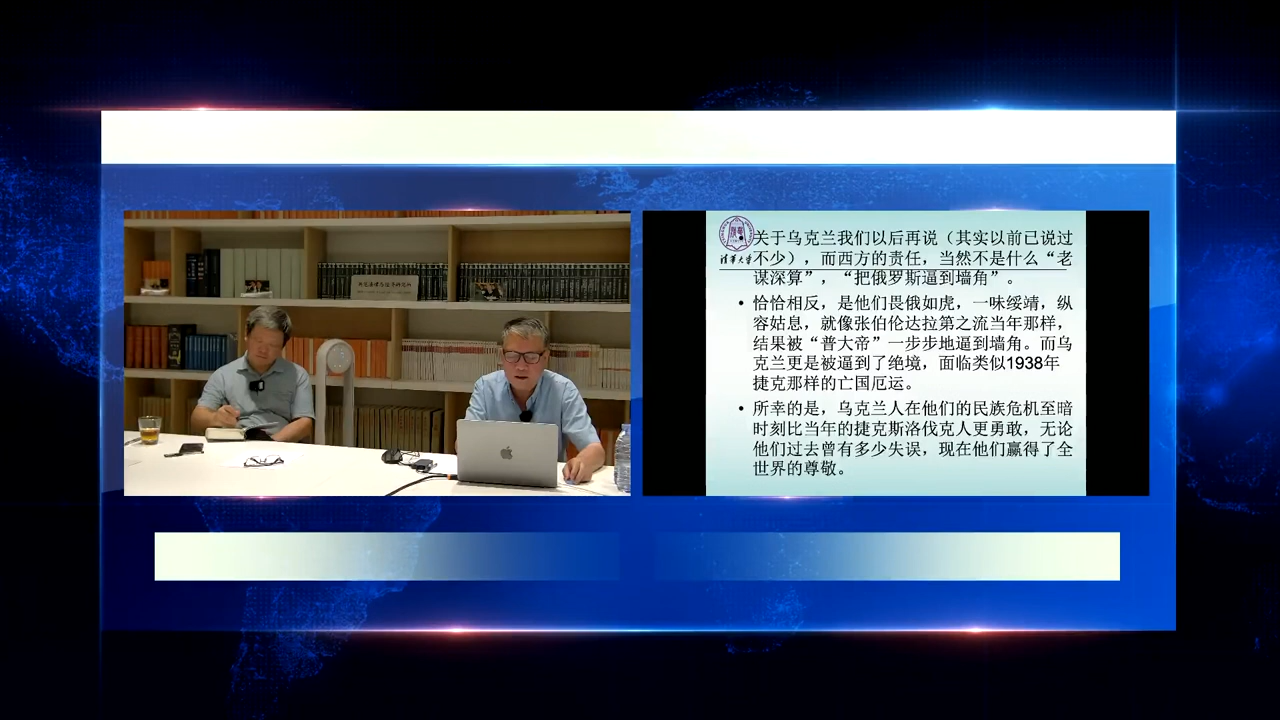 清华大学
关于乌克兰我们以后再说（其实以前已说过
不少），而西方的责任，当然不是什么“老
谋深算”，“把俄罗斯逼到墙角”。
• 恰恰相反，是他们畏俄如虎，一味绥靖，纵
容姑息，就像张伯伦达拉第之流当年那样，
结果被“普大帝”一步步地逼到墙角。而乌
克兰更是被逼到了绝境，面临类似1938年
捷克那样的亡国厄运。
• 所幸的是，乌克兰人在他们的民族危机至暗
时刻比当年的捷克斯洛伐克人更勇敢，无论
他们过去曾有多少失误，现在他们赢得了全
世界的尊敬。